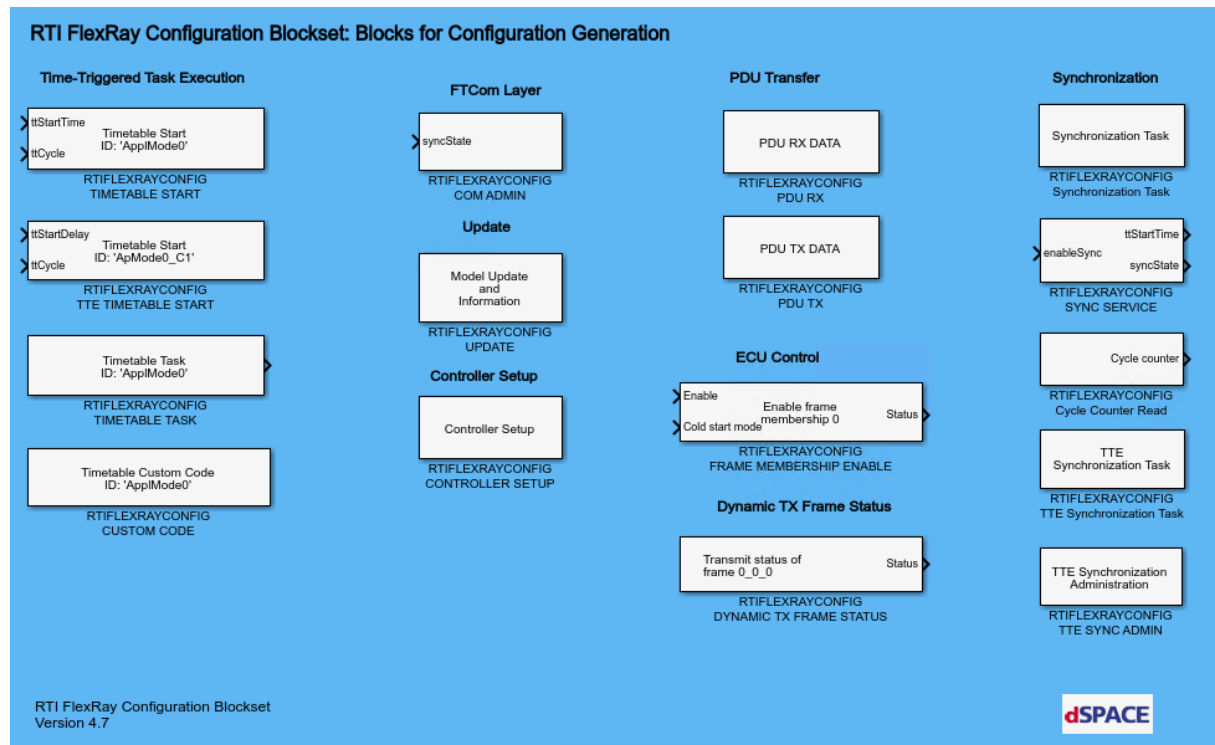 RTI FlexRay Configuration Blockset: Blocks for Configuration Generation
Time-Triggered Task Execution
ttStartTime
ttCycle
Timetable Start
ID: 'ApplMode0'
RTIFLEXRAYCONFIG
TIMETABLE START
ttStartDelay
ttCycle
Timetable Start
ID: 'ApMode0_C1'
RTIFLEXRAYCONFIG
TTE TIMETABLE START
Timetable Task
ID: 'ApplMode0'
RTIFLEXRAYCONFIG
TIMETABLE TASK
Timetable Custom Code
ID: 'ApplMode0'
RTIFLEXRAYCONFIG
CUSTOM CODE
FTCom Layer
syncState
RTIFLEXRAYCONFIG
COM ADMIN
Update
Model Update
and
Information
RTIFLEXRAYCONFIG
UPDATE
Controller Setup
Controller Setup
RTIFLEXRAYCONFIG
CONTROLLER SETUP
PDU Transfer
PDU RX DATA
RTIFLEXRAYCONFIG
PDU RX
PDU TX DATA
RTIFLEXRAYCONFIG
PDU TX
ECU Control
Enable
Cold start mode
Enable frame
membership 0
Status
RTIFLEXRAYCONFIG
FRAME MEMBERSHIP ENABLE
Dynamic TX Frame Status
Transmit status of
frame 0_0_0
Status
RTIFLEXRAYCONFIG
DYNAMIC TX FRAME STATUS
Synchronization
Synchronization Task
RTIFLEXRAYCONFIG
Synchronization Task
enableSync
ttStartTime
syncState
RTIFLEXRAYCONFIG
SYNC SERVICE
Cycle counter
RTIFLEXRAYCONFIG
Cycle Counter Read
TTE
Synchronization Task
RTIFLEXRAYCONFIG
TTE Synchronization Task
TTE Synchronization
Administration
RTIFLEXRAYCONFIG
TTE SYNC ADMIN
RTI FlexRay Configuration Blockset
Version 4.7
dSPACE